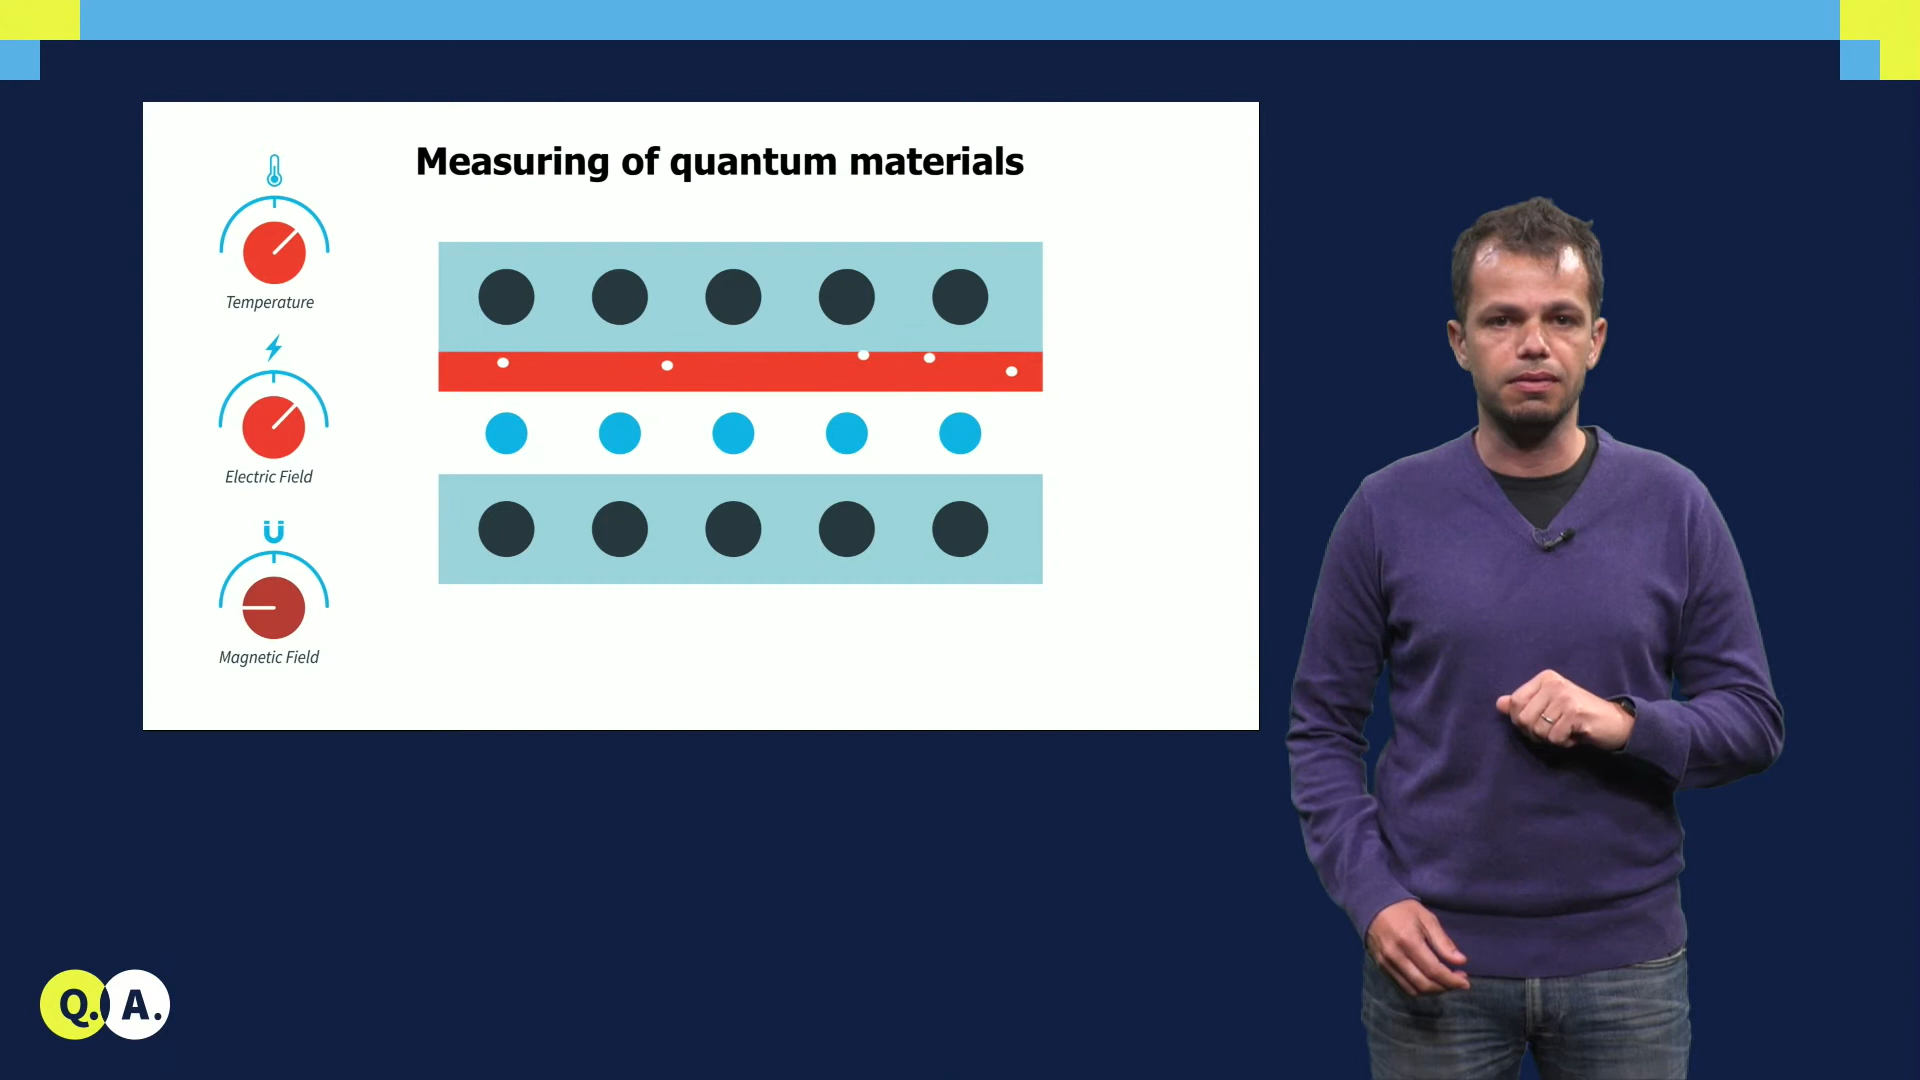 Measuring of quantum materials
Temperature
Electric Field
Magnetic Field
Q. A.